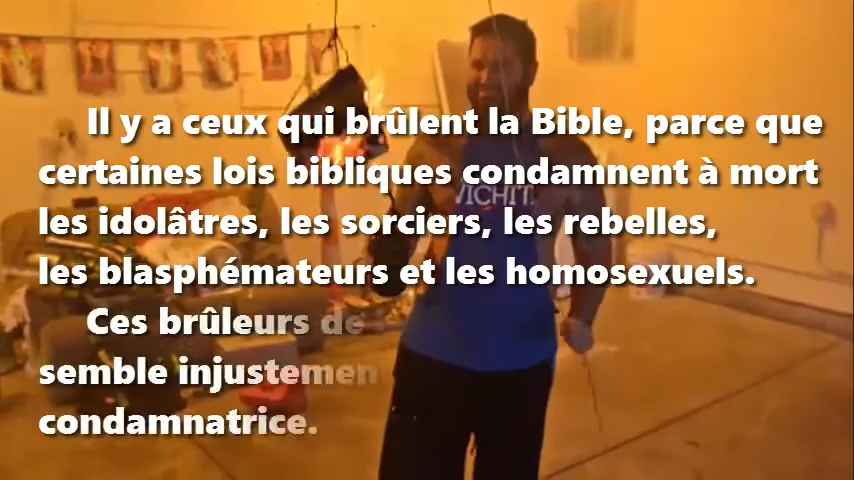 Il y a ceux qui brûlent la Bible, parce que
certaines lois bibliques condamnent à mort
les idolâtres, les sorciers, les rebelles,
les blasphémateurs et les homosexuels.
Ces brûleurs de
semble injustemen
condamnatrice.